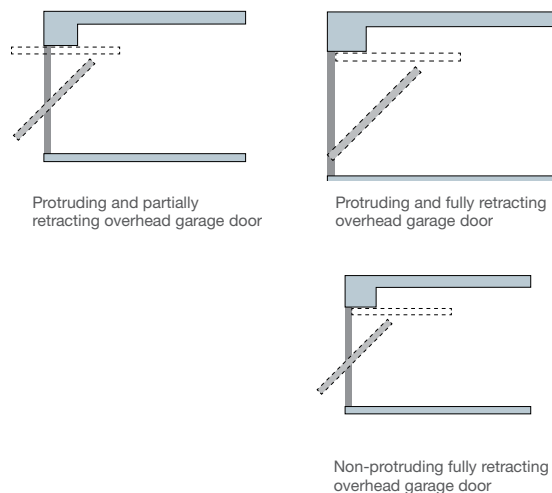 Protruding and partially
retracting overhead garage door
Protruding and fully retracting
overhead garage door
Non-protruding fully retracting
overhead garage door